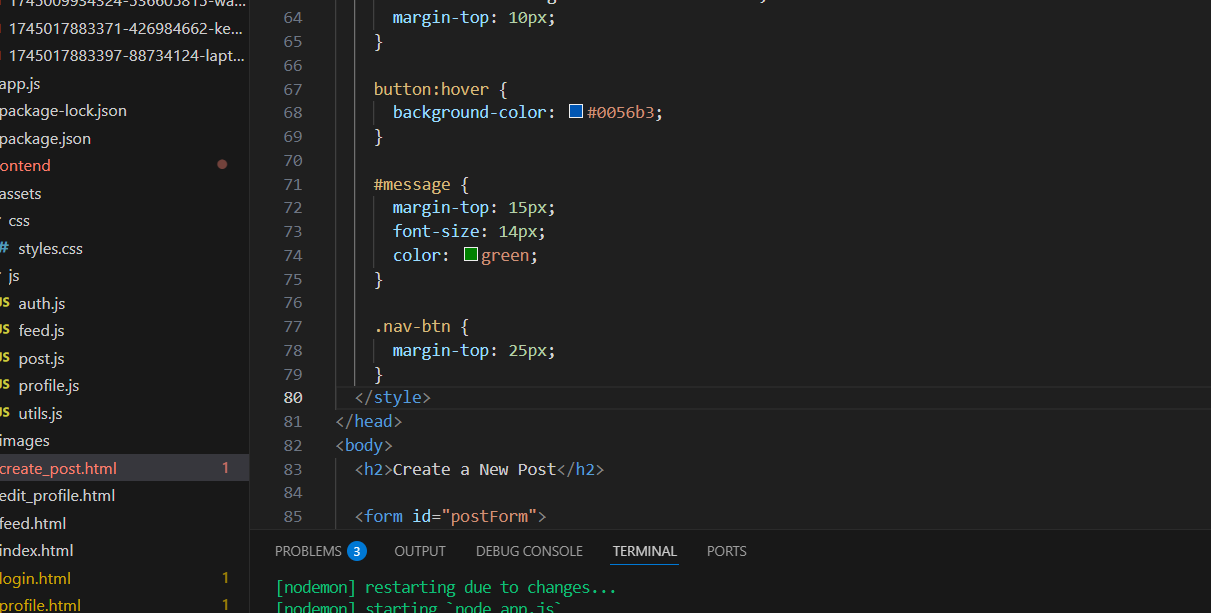 1745009934324-536605815-wa...
1745017883371-426984662-ke...
1745017883397-88734124-lapt...
app.js
package-lock.json
package.json
ontend
assets
css
# styles.css
js
JS auth.js
JS feed.js
JS post.js
JS profile.js
JS utils.js
images
create_post.html 1
edit_profile.html
feed.html
index.html
login.html 1
profile.html 1
64 margin-top: 10px;
65 }
66
67 button:hover {
68 background-color: #0056b3;
69 }
70
71 #message {
72 margin-top: 15px;
73 font-size: 14px;
74 color: green;
75 }
76
77 .nav-btn {
78 margin-top: 25px;
79 }
80 </style>
81 </head>
82 <body>
83 <h2>Create a New Post</h2>
84
85 <form id="postForm">
PROBLEMS 3 OUTPUT DEBUG CONSOLE TERMINAL PORTS
[nodemon] restarting due to changes...
[nodemon] starting `node app.js`